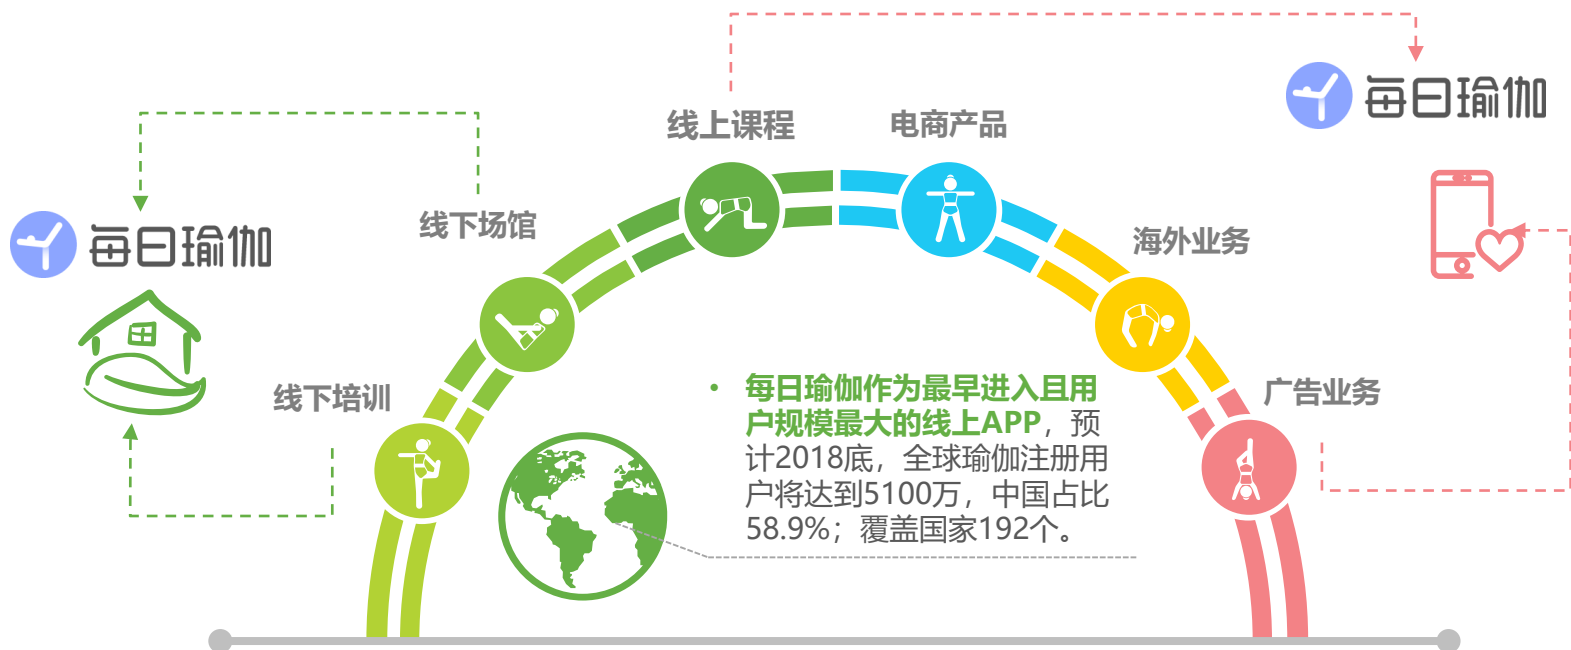 线上课程
电商产品
每日瑜伽
线下场馆
每日瑜伽
海外业务
线下培训
广告业务
• 每日瑜伽作为最早进入且用
户规模最大的线上APP，预
计2018底，全球瑜伽注册用
户将达到5100万，中国占比
58.9%；覆盖国家192个。